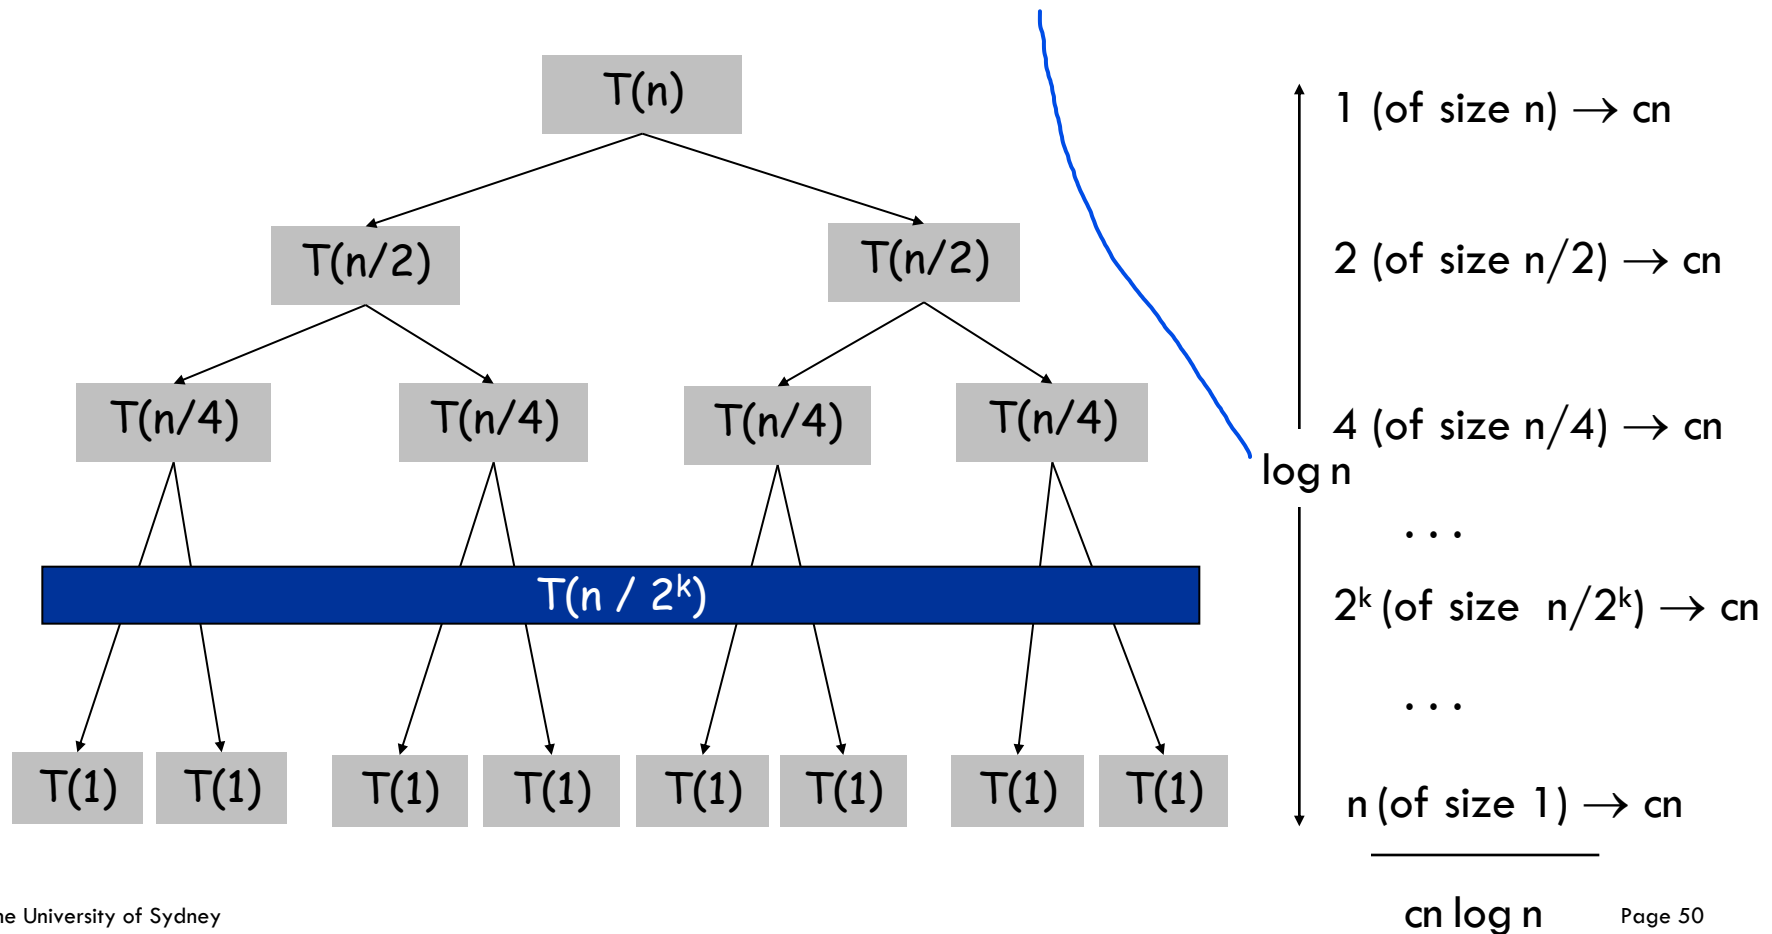 T(n)
1 (of size n) → cn
T(n/2) T(n/2)
2 (of size n/2) → cn
T(n/4) T(n/4) T(n/4) T(n/4)
4 (of size n/4) → cn
log n
. . .
T(n / 2ᵏ)
2ᵏ (of size n/2ᵏ) → cn
. . .
T(1) T(1) T(1) T(1) T(1) T(1) T(1) T(1)
n (of size 1) → cn
cn log n
ne University of Sydney
Page 50